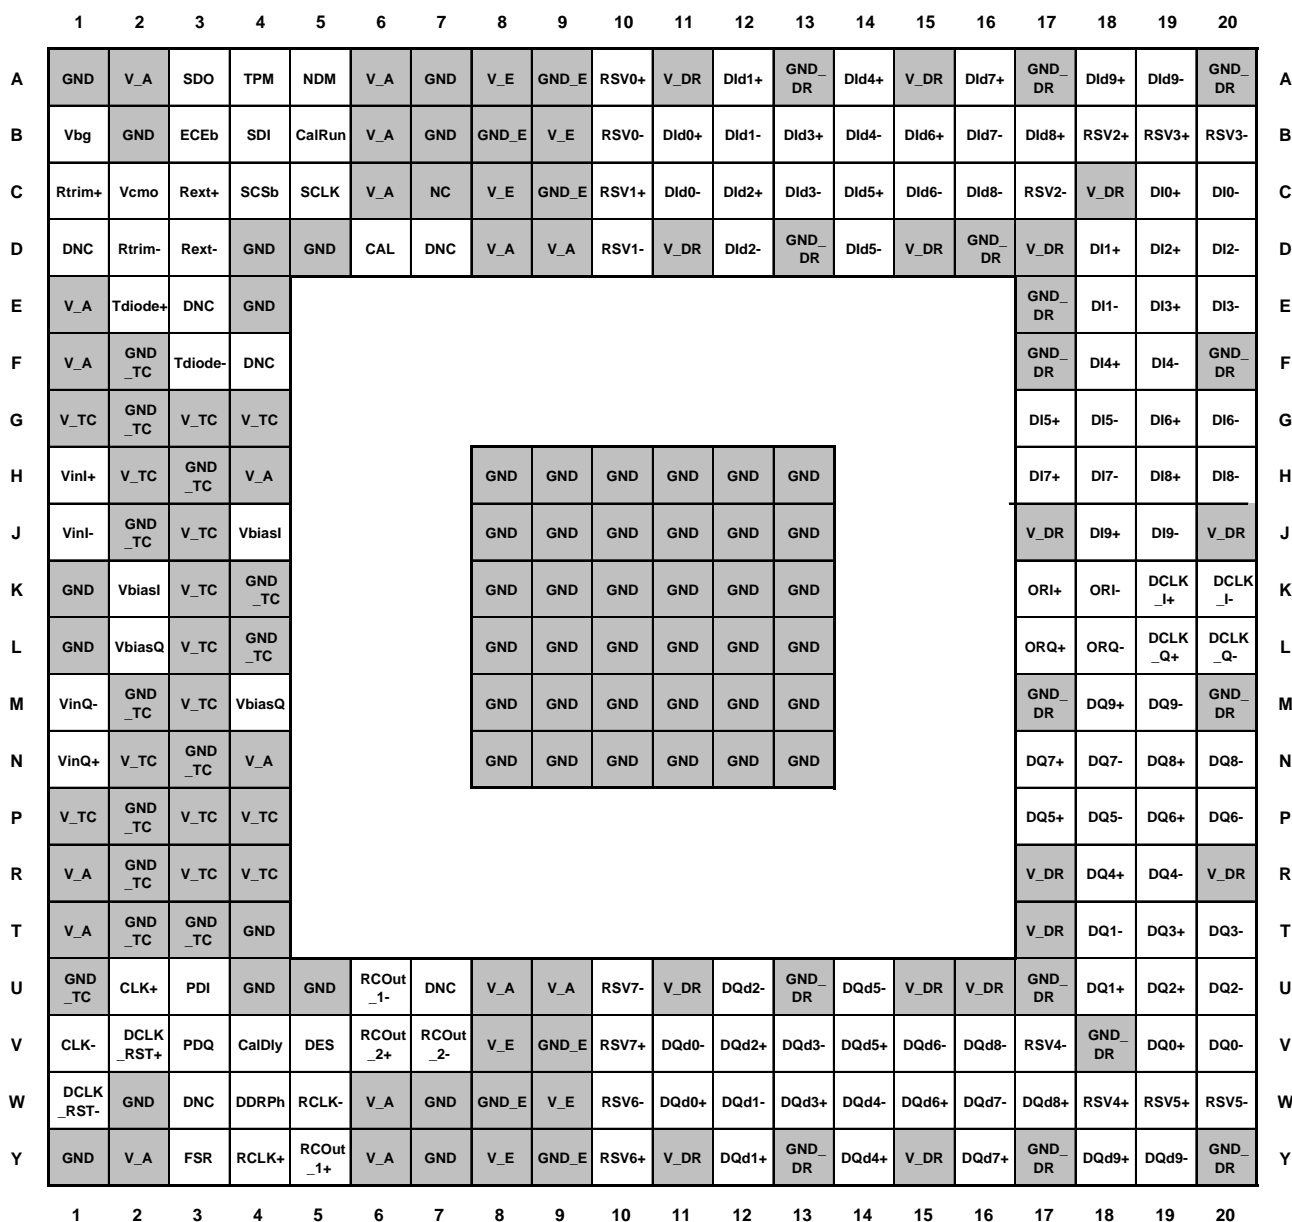 1 2 3 4 5 6 7 8 9 10 11 12 13 14 15 16 17 18 19 20
A GND V_A SDO TPM NDM V_A GND V_E GND_E RSV0+ V_DR DId1+ GND_DR DId4+ V_DR DId7+ GND_DR DId9+ DId9- GND_DR A
B Vbg GND ECEb SDI CalRun V_A GND GND_E V_E RSV0- DId0+ DId1- DId3+ DId4- DId6+ DId7- DId8+ RSV2+ RSV3+ RSV3- B
C Rtrim+ Vcmo Rext+ SCSb SCLK V_A NC V_E GND_E RSV1+ DId0- DId2+ DId3- DId5+ DId6- DId8- RSV2- V_DR DI0+ DI0- C
D DNC Rtrim- Rext- GND GND CAL DNC V_A V_A RSV1- V_DR DId2- GND_DR DId5- V_DR GND_DR V_DR DI1+ DI2+ DI2- D
E V_A Tdiode+ DNC GND GND_DR DI1- DI3+ DI3- E
F V_A GND_TC Tdiode- DNC GND_DR DI4+ DI4- GND_DR F
G V_TC GND_TC V_TC V_TC DI5+ DI5- DI6+ DI6- G
H VinI+ V_TC GND_TC V_A GND GND GND GND GND GND DI7+ DI7- DI8+ DI8- H
J VinI- GND_TC V_TC VbiasI GND GND GND GND GND GND V_DR DI9+ DI9- V_DR J
K GND VbiasI V_TC GND_TC GND GND GND GND GND GND ORI+ ORI- DCLK_I+ DCLK_I- K
L GND VbiasQ V_TC GND_TC GND GND GND GND GND GND ORQ+ ORQ- DCLK_Q+ DCLK_Q- L
M VinQ- GND_TC V_TC VbiasQ GND GND GND GND GND GND GND_DR DQ9+ DQ9- GND_DR M
N VinQ+ V_TC GND_TC V_A GND GND GND GND GND GND DQ7+ DQ7- DQ8+ DQ8- N
P V_TC GND_TC V_TC V_TC DQ5+ DQ5- DQ6+ DQ6- P
R V_A GND_TC V_TC V_TC V_DR DQ4+ DQ4- V_DR R
T V_A GND_TC GND_TC GND V_DR DQ1- DQ3+ DQ3- T
U GND_TC CLK+ PDI GND GND RCOut_1- DNC V_A V_A RSV7- V_DR DQd2- GND_DR DQd5- V_DR V_DR GND_DR DQ1+ DQ2+ DQ2- U
V CLK- DCLK_RST+ PDQ CalDly DES RCOut_2+ RCOut_2- V_E GND_E RSV7+ DQd0- DQd2+ DQd3- DQd5+ DQd6- DQd8- RSV4- GND_DR DQ0+ DQ0- V
W DCLK_RST- GND DNC DDRPh RCLK- V_A GND GND_E V_E RSV6- DQd0+ DQd1- DQd3+ DQd4- DQd6+ DQd7- DQd8+ RSV4+ RSV5+ RSV5- W
Y GND V_A FSR RCLK+ RCOut_1+ V_A GND V_E GND_E RSV6+ V_DR DQd1+ GND_DR DQd4+ V_DR DQd7+ GND_DR DQd9+ DQd9- GND_DR Y
1 2 3 4 5 6 7 8 9 10 11 12 13 14 15 16 17 18 19 20